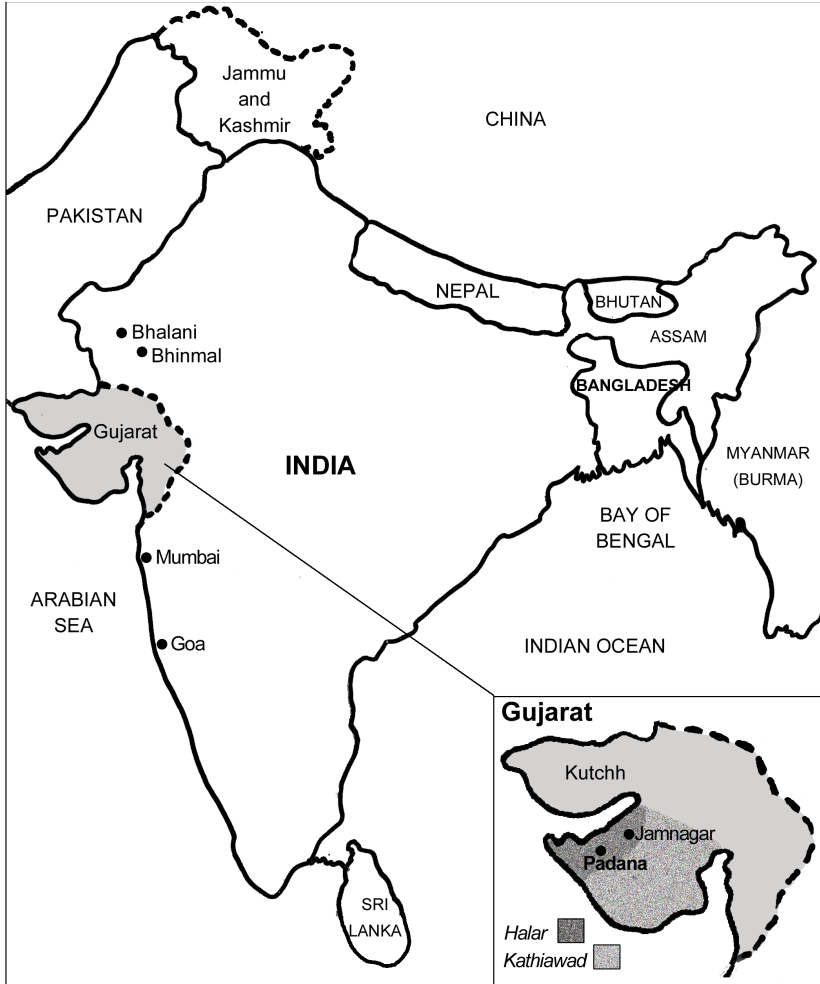 Jammu
and
Kashmir
CHINA
PAKISTAN
NEPAL
BHUTAN
ASSAM
Bhalani
Bhinmal
BANGLADESH
Gujarat
INDIA
MYANMAR
(BURMA)
BAY OF
BENGAL
Mumbai
ARABIAN
SEA
Goa
INDIAN OCEAN
Gujarat
Kutchh
Jamnagar
Padana
Halar
Kathiawad
SRI
LANKA